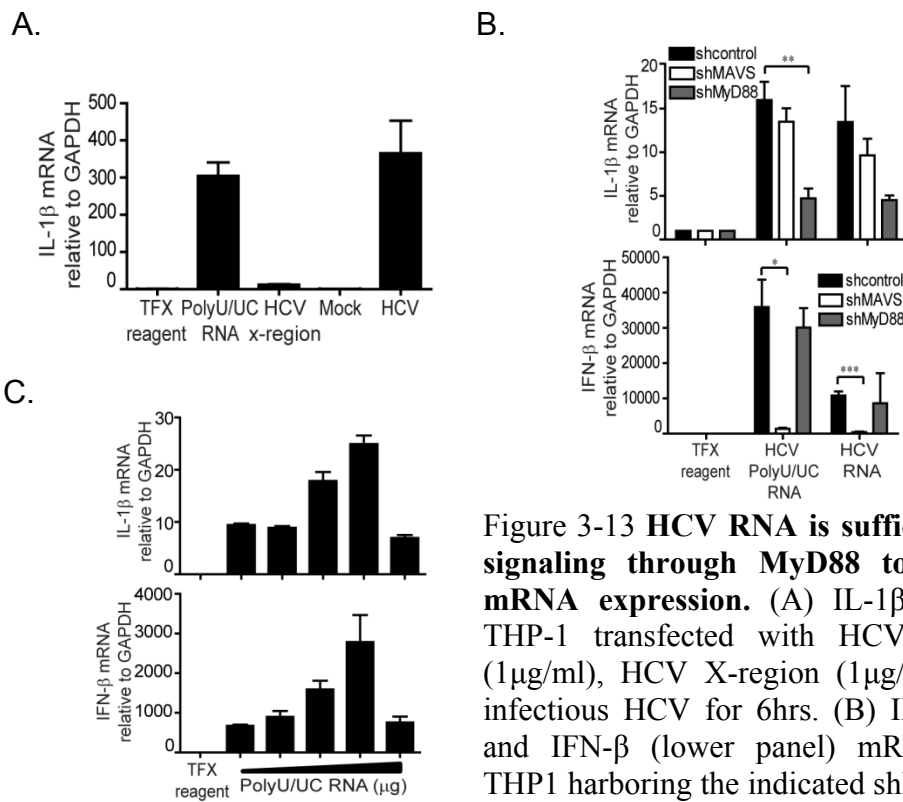 A.
IL-1β mRNA
relative to GAPDH
500
400
300
200
100
0
TFX reagent
PolyU/UC RNA
HCV x-region
Mock
HCV
B.
shcontrol
shMAVS
shMyD88
**
IL-1β mRNA
relative to GAPDH
20
15
10
5
0
IFN-β mRNA
relative to GAPDH
50000
40000
30000
20000
10000
0
*
***
shcontrol
shMAVS
shMyD88
TFX reagent
HCV PolyU/UC RNA
HCV RNA
C.
IL-1β mRNA
relative to GAPDH
30
20
10
0
IFN-β mRNA
relative to GAPDH
4000
3000
2000
1000
0
TFX reagent
PolyU/UC RNA (μg)
Figure 3-13 HCV RNA is suffic
signaling through MyD88 to
mRNA expression. (A) IL-1β
THP-1 transfected with HCV
(1μg/ml), HCV X-region (1μg/
infectious HCV for 6hrs. (B) I
and IFN-β (lower panel) mR
THP1 harboring the indicated sh